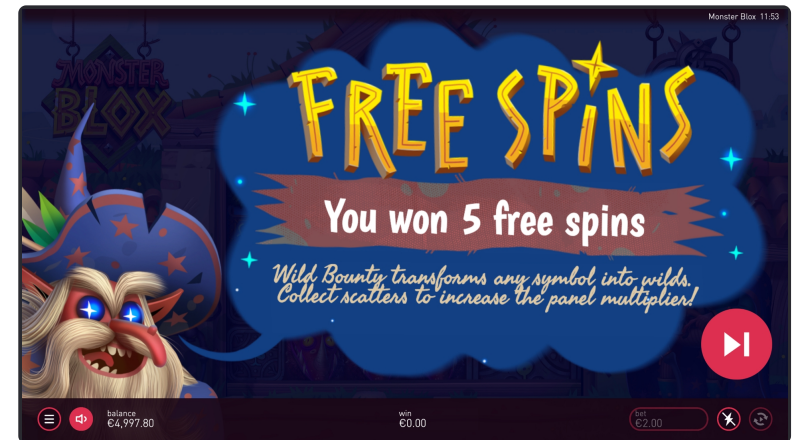 Monster Blox 11:53
MONSTER
BLOX
FREE SPINS
You won 5 free spins
Wild Bounty transforms any symbol into wilds.
Collect scatters to increase the panel multiplier!
balance
€4,997.80
win
€0.00
bet
€2.00